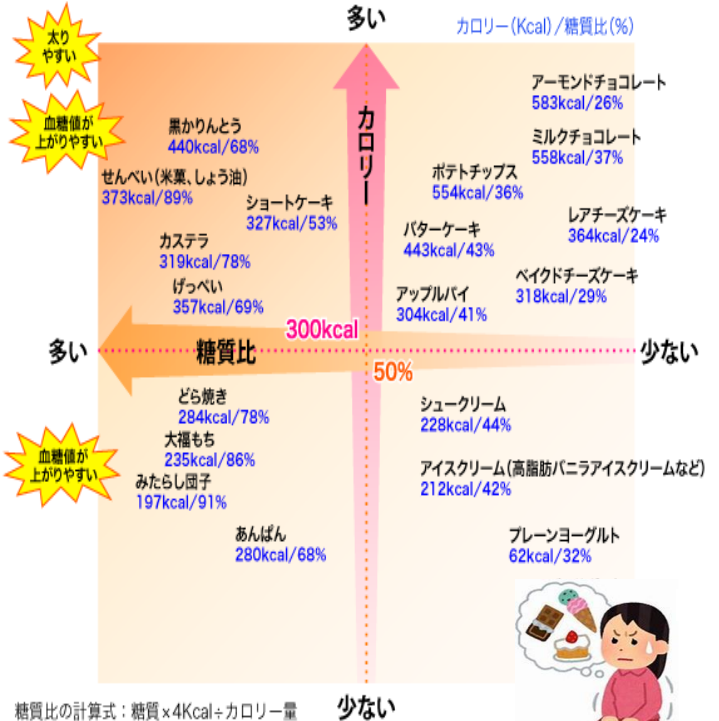 多い
カロリー(Kcal)/糖質比(%)
太り
やすい
血糖値が
上がりやすい
カロリー
アーモンドチョコレート
583kcal/26%
黒かりんとう
440kcal/68%
ミルクチョコレート
558kcal/37%
ポテトチップス
554kcal/36%
せんべい(米菓、しょう油)
373kcal/89%
ショートケーキ
327kcal/53%
レアチーズケーキ
364kcal/24%
バターケーキ
443kcal/43%
カステラ
319kcal/78%
ベイクドチーズケーキ
318kcal/29%
げっぺい
357kcal/69%
アップルパイ
304kcal/41%
300kcal
多い
糖質比
少ない
50%
どら焼き
284kcal/78%
シュークリーム
228kcal/44%
大福もち
235kcal/86%
血糖値が
上がりやすい
アイスクリーム(高脂肪バニラアイスクリームなど)
212kcal/42%
みたらし団子
197kcal/91%
あんぱん
280kcal/68%
プレーンヨーグルト
62kcal/32%
糖質比の計算式：糖質×4Kcal÷カロリー量
少ない